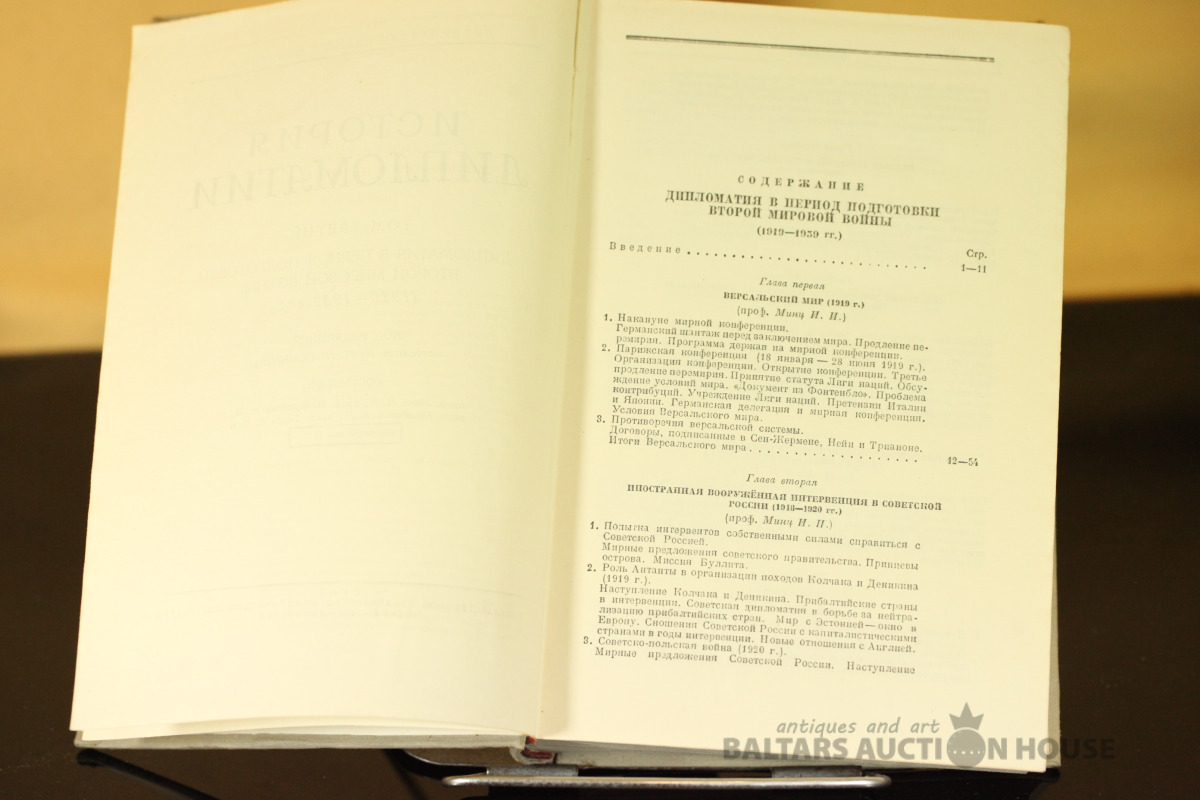 СОДЕРЖАНИЕ
ДИПЛОМАТИЯ В ПЕРИОД ПОДГОТОВКИ
ВТОРОЙ МИРОВОЙ ВОЙНЫ
(1919—1939 гг.)
Стр.
Введение . . . . . . . . . . . . . . . . . . . . . . . . . . 1—11
Глава первая
ВЕРСАЛЬСКИЙ МИР (1919 г.)
(проф. Минц И. И.)
1. Накануне мирной конференции.
Германский шантаж перед заключением мира. Продление пе-
ремирия. Программа держав на мирной конференции.
2. Парижская конференция (18 января — 28 июня 1919 г.).
Организация конференции. Открытие конференции. Третье
продление перемирия. Принятие статута Лиги наций. Обсу-
ждение условий мира. «Документ из Фонтенбло». Проблема
контрибуций. Учреждение Лиги наций. Претензии Италии
и Японии. Германская делегация и мирная конференция.
Условия Версальского мира.
3. Противоречия версальской системы.
Договоры, подписанные в Сен-Жермене, Нейи и Трианоне.
Итоги Версальского мира . . . . . . . . . . . . . . . . . . . 12—54
Глава вторая
ИНОСТРАННАЯ ВООРУЖЁННАЯ ИНТЕРВЕНЦИЯ В СОВЕТСКОЙ
РОССИИ (1918—1920 гг.)
(проф. Минц И. И.)
1. Попытка интервентов собственными силами справиться с
Советской Россией.
Мирные предложения советского правительства. Принцевы
острова. Миссия Буллита.
2. Роль Антанты в организации походов Колчака и Деникина
(1919 г.).
Наступление Колчака и Деникина. Прибалтийские страны
в интервенции. Советская дипломатия в борьбе за нейтра-
лизацию прибалтийских стран. Мир с Эстонией—окно в
Европу. Сношения Советской России с капиталистическими
странами в годы интервенции. Новые отношения с Англией.
3. Советско-польская война (1920 г.).
Мирные предложения Советской России. Наступление
antiques and art
BALTARS AUCTION HOUSE